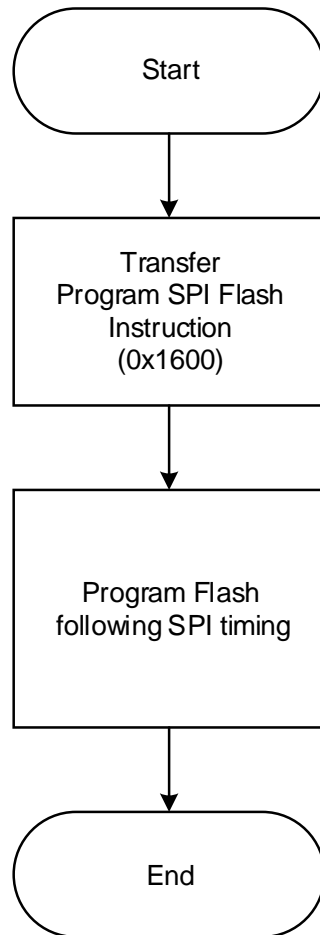 Start
Transfer
Program SPI Flash
Instruction
(0x1600)
Program Flash
following SPI timing
End